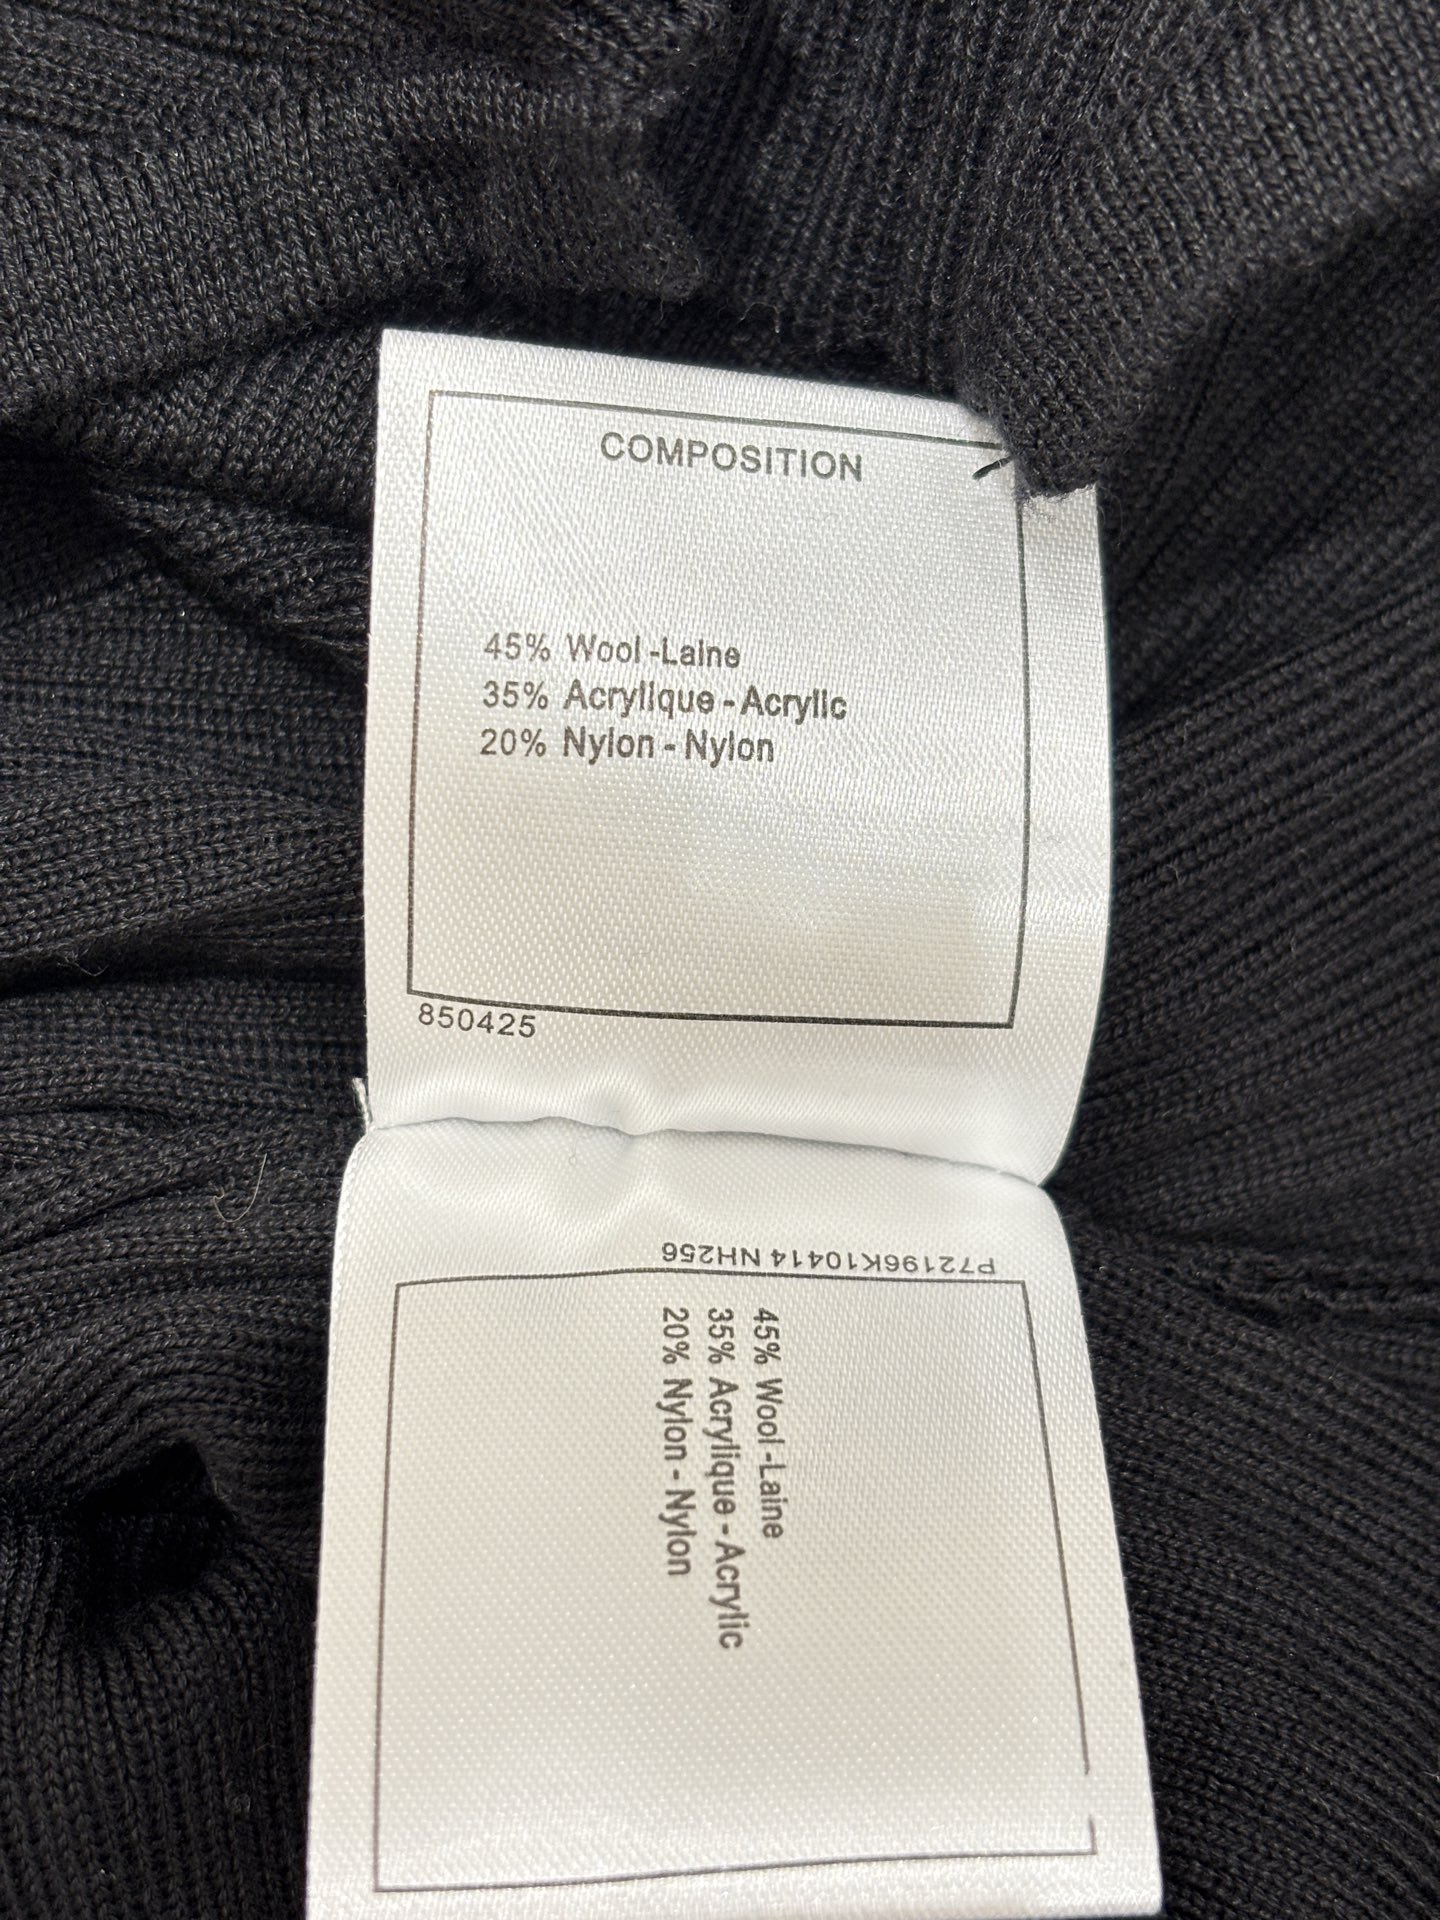 COMPOSITION
45% Wool -Laine
35% Acrylique - Acrylic
20% Nylon - Nylon
850425
P72196K10414 NH256
45% Wool -Laine
35% Acrylique - Acrylic
20% Nylon - Nylon